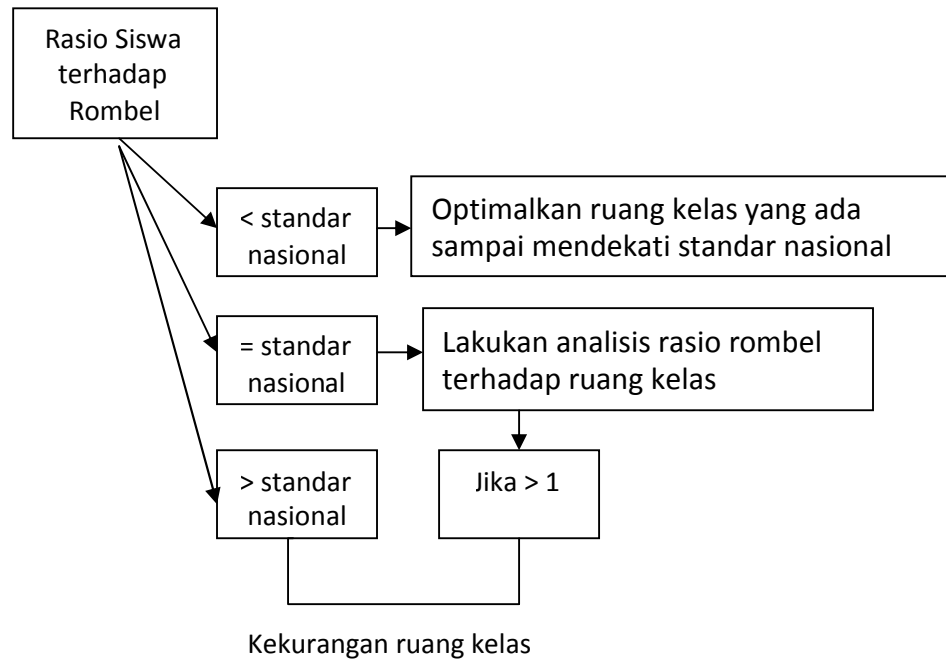 Rasio Siswa
terhadap
Rombel
< standar
nasional
Optimalkan ruang kelas yang ada
sampai mendekati standar nasional
= standar
nasional
Lakukan analisis rasio rombel
terhadap ruang kelas
> standar
nasional
Jika > 1
Kekurangan ruang kelas